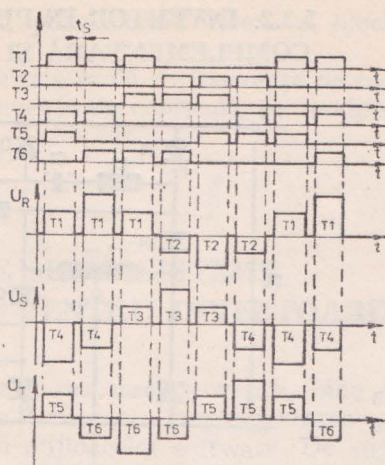 tS
T1 t
T2 t
T3 t
T4 t
T5 t
T6 t
UR T1 T1 T1 T2 T2 T2 T1 T1 t
US T4 T4 T3 T3 T3 T4 T4 T4 t
UT T5 T6 T6 T6 T5 T5 T5 T6 t